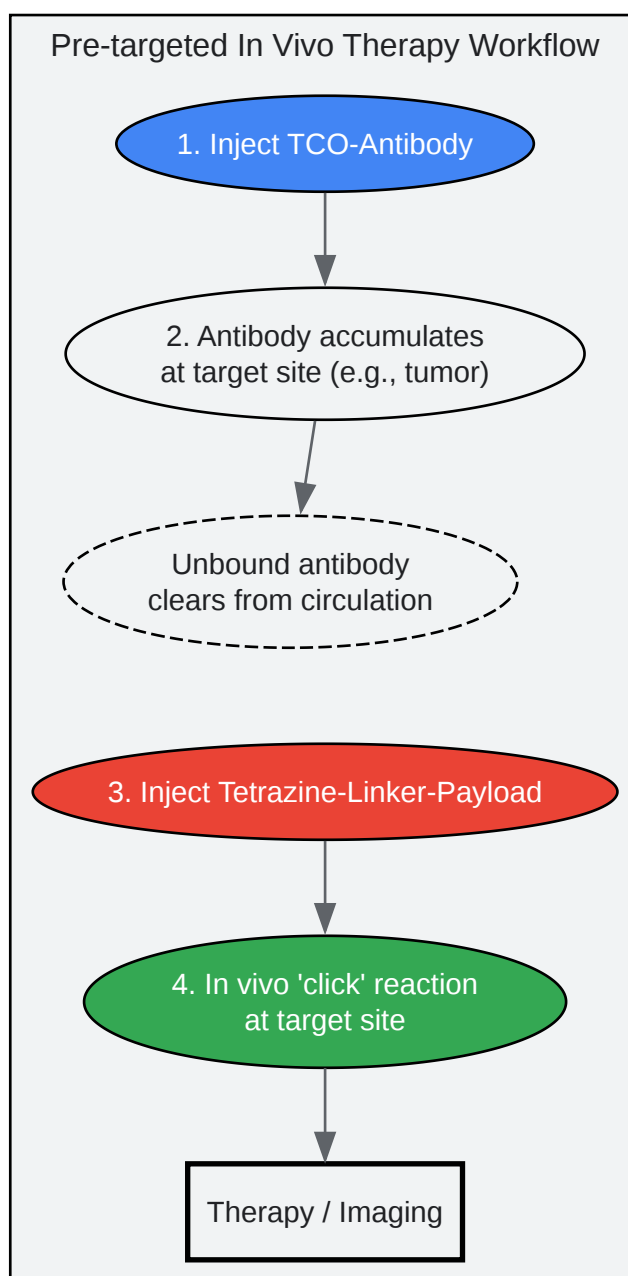 Pre-targeted In Vivo Therapy Workflow
1. Inject TCO-Antibody
2. Antibody accumulates
at target site (e.g., tumor)
Unbound antibody
clears from circulation
3. Inject Tetrazine-Linker-Payload
4. In vivo 'click' reaction
at target site
Therapy / Imaging